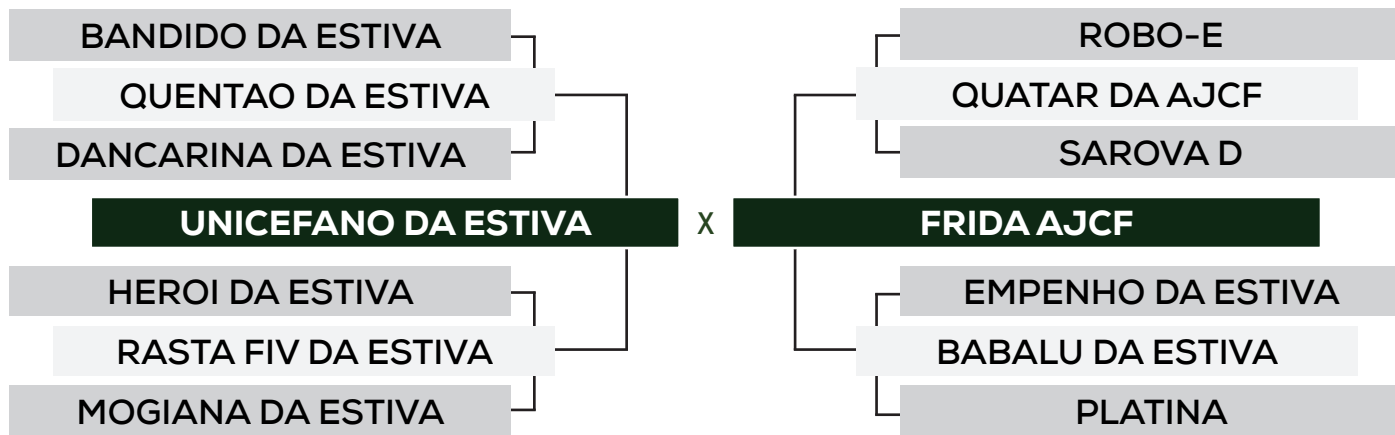 BANDIDO DA ESTIVA
QUENTAO DA ESTIVA
DANCARINA DA ESTIVA
ROBO-E
QUATAR DA AJCF
SAROVA D
UNICEFANO DA ESTIVA X FRIDA AJCF
HEROI DA ESTIVA
RASTA FIV DA ESTIVA
MOGIANA DA ESTIVA
EMPENHO DA ESTIVA
BABALU DA ESTIVA
PLATINA